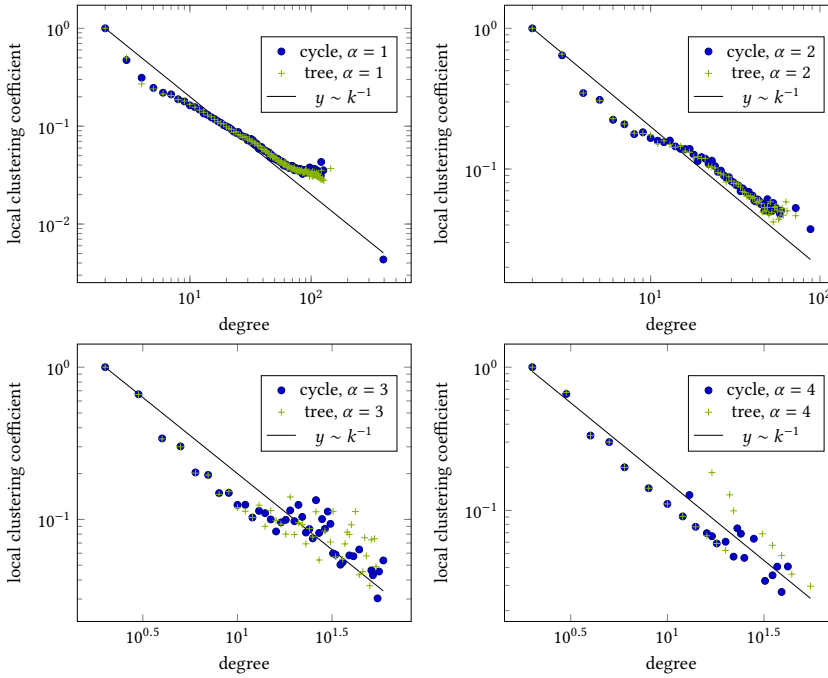 10^0
10^{-1}
10^{-2}
10^1
10^2
local clustering coefficient
degree
cycle, α = 1
tree, α = 1
y ~ k^{-1}
10^0
10^{-1}
10^1
10^2
local clustering coefficient
degree
cycle, α = 2
tree, α = 2
y ~ k^{-1}
10^0
10^{-1}
10^{0.5}
10^1
10^{1.5}
local clustering coefficient
degree
cycle, α = 3
tree, α = 3
y ~ k^{-1}
10^0
10^{-1}
10^{0.5}
10^1
10^{1.5}
local clustering coefficient
degree
cycle, α = 4
tree, α = 4
y ~ k^{-1}